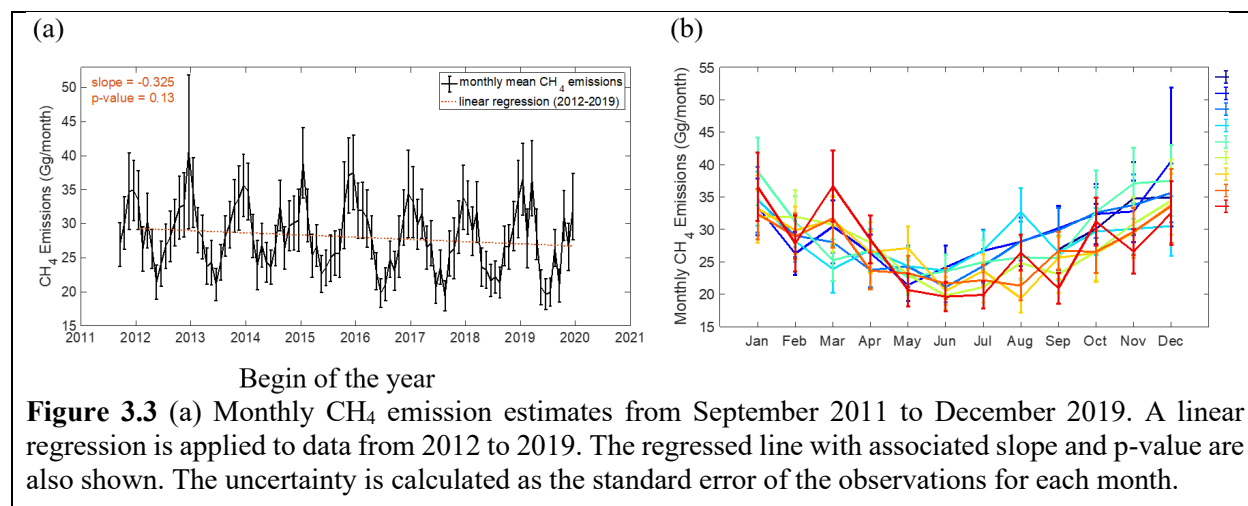 (a)
(b)
slope = -0.325
p-value = 0.13
monthly mean CH4 emissions
linear regression (2012-2019)
CH4 Emissions (Gg/month)
50
45
40
35
30
25
20
15
2011 2012 2013 2014 2015 2016 2017 2018 2019 2020 2021
Begin of the year
Monthly CH4 Emissions (Gg/month)
55
50
45
40
35
30
25
20
15
Jan Feb Mar Apr May Jun Jul Aug Sep Oct Nov Dec
Figure 3.3 (a) Monthly CH4 emission estimates from September 2011 to December 2019. A linear
regression is applied to data from 2012 to 2019. The regressed line with associated slope and p-value are
also shown. The uncertainty is calculated as the standard error of the observations for each month.